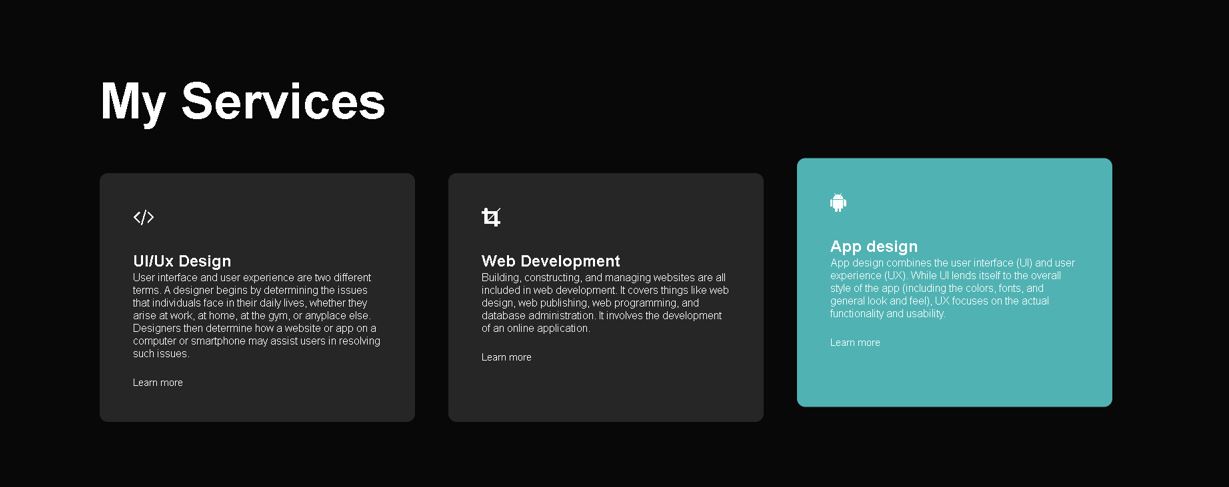 My Services
UI/Ux Design
User interface and user experience are two different
terms. A designer begins by determining the issues
that individuals face in their daily lives, whether they
arise at work, at home, at the gym, or anyplace else.
Designers then determine how a website or app on a
computer or smartphone may assist users in resolving
such issues.
Learn more
Web Development
Building, constructing, and managing websites are all
included in web development. It covers things like web
design, web publishing, web programming, and
database administration. It involves the development
of an online application.
Learn more
App design
App design combines the user interface (UI) and user
experience (UX). While UI lends itself to the overall
style of the app (including the colors, fonts, and
general look and feel), UX focuses on the actual
functionality and usability.
Learn more